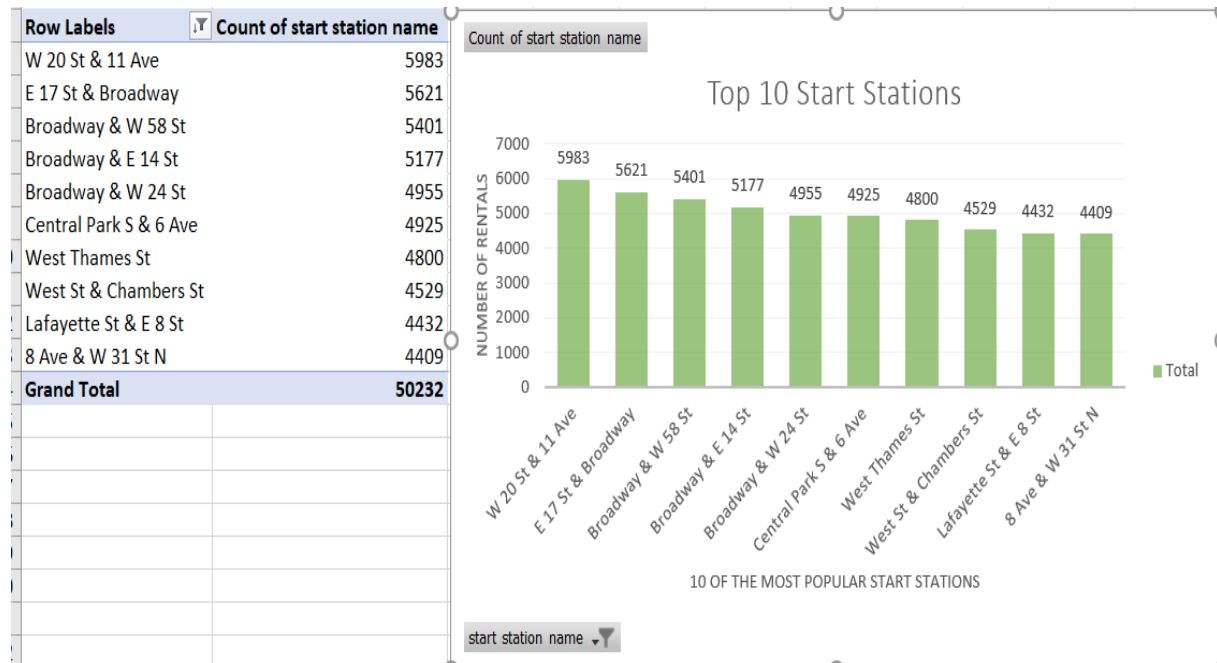 Row Labels Count of start station name
W 20 St & 11 Ave 5983
E 17 St & Broadway 5621
Broadway & W 58 St 5401
Broadway & E 14 St 5177
Broadway & W 24 St 4955
Central Park S & 6 Ave 4925
West Thames St 4800
West St & Chambers St 4529
Lafayette St & E 8 St 4432
8 Ave & W 31 St N 4409
Grand Total 50232
Count of start station name
Top 10 Start Stations
NUMBER OF RENTALS
7000
6000
5000
4000
3000
2000
1000
0
5983 5621 5401 5177 4955 4925 4800 4529 4432 4409
W 20 St & 11 Ave
E 17 St & Broadway
Broadway & W 58 St
Broadway & E 14 St
Broadway & W 24 St
Central Park S & 6 Ave
West Thames St
West St & Chambers St
Lafayette St & E 8 St
8 Ave & W 31 St N
Total
10 OF THE MOST POPULAR START STATIONS
start station name